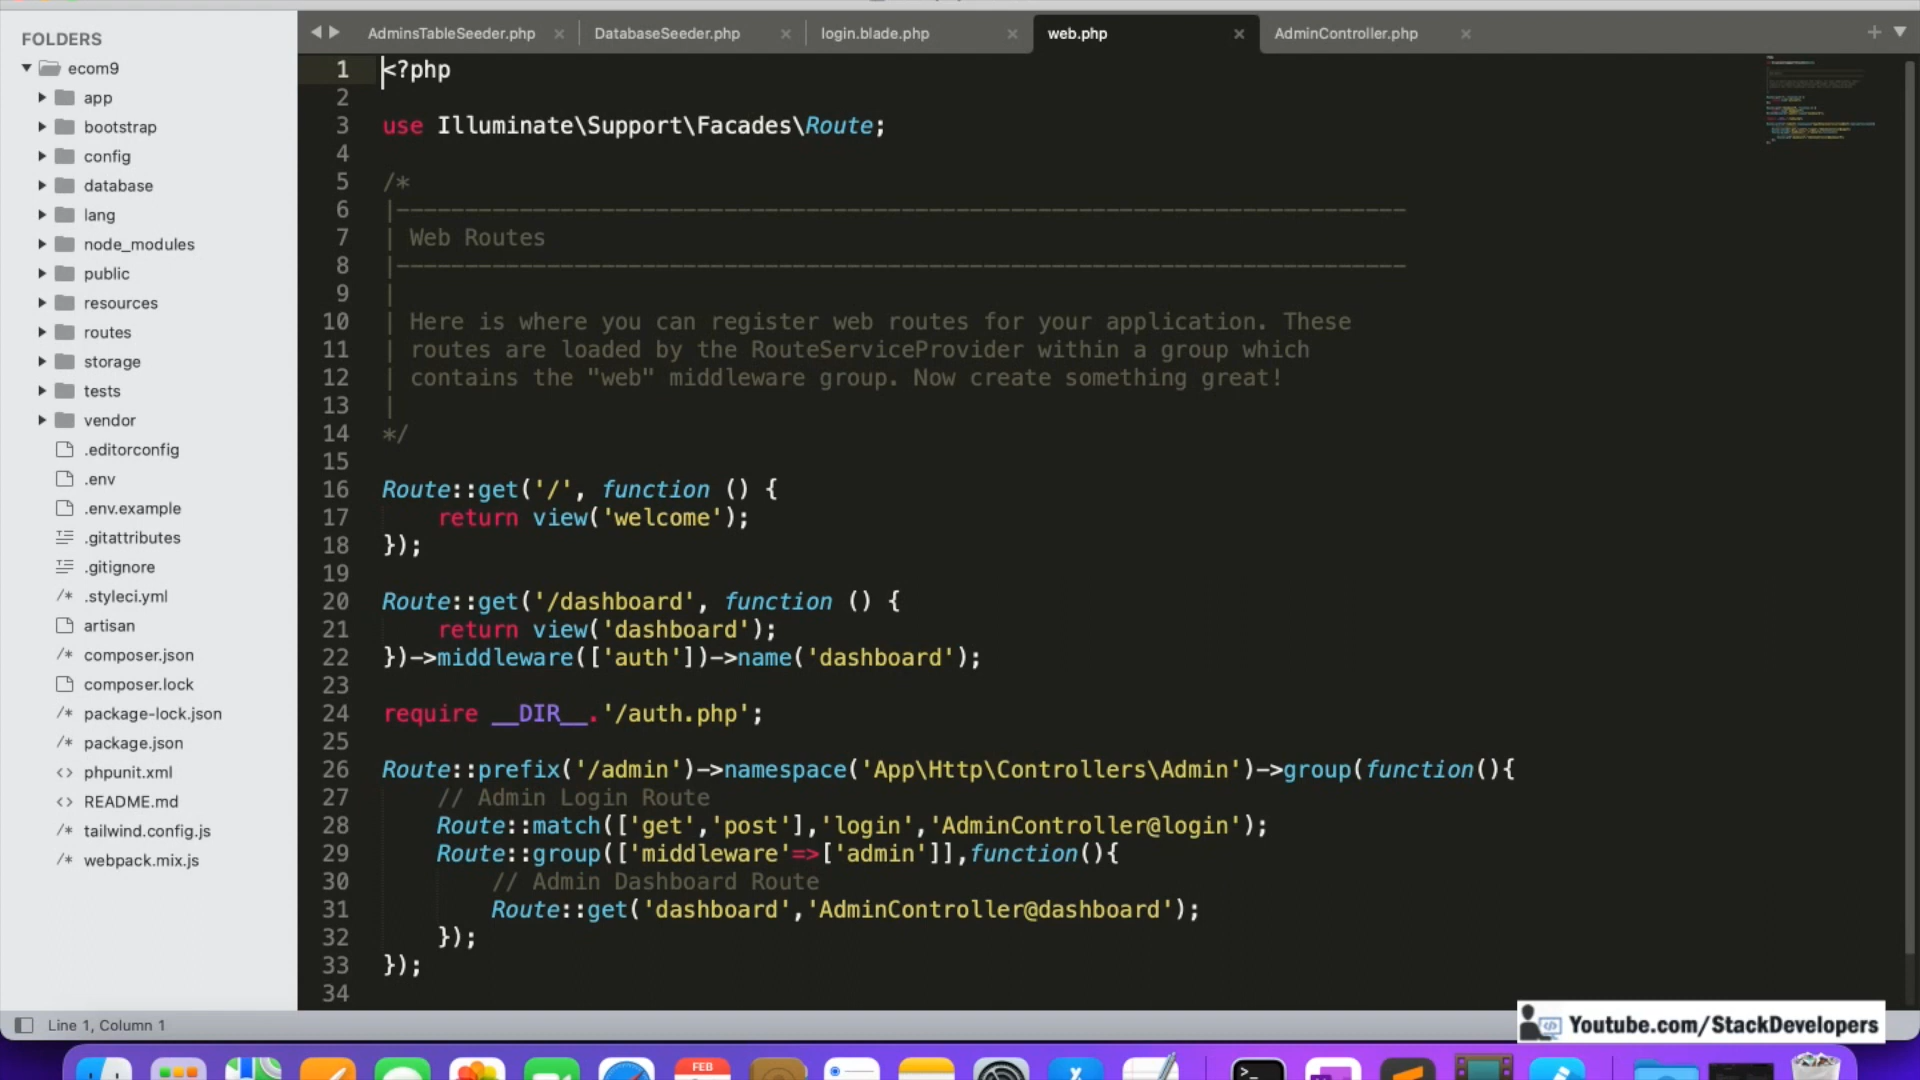 FOLDERS
ecom9
app
bootstrap
config
database
lang
node_modules
public
resources
routes
storage
tests
vendor
.editorconfig
.env
.env.example
.gitattributes
.gitignore
/* .styleci.yml
artisan
/* composer.json
composer.lock
/* package-lock.json
/* package.json
<> phpunit.xml
<> README.md
/* tailwind.config.js
/* webpack.mix.js
AdminsTableSeeder.php × DatabaseSeeder.php × login.blade.php × web.php × AdminController.php × +
1 <?php
2
3 use Illuminate\Support\Facades\Route;
4
5 /*
6 |--------------------------------------------------------------------------
7 | Web Routes
8 |--------------------------------------------------------------------------
9 |
10 | Here is where you can register web routes for your application. These
11 | routes are loaded by the RouteServiceProvider within a group which
12 | contains the "web" middleware group. Now create something great!
13 |
14 */
15
16 Route::get('/', function () {
17     return view('welcome');
18 });
19
20 Route::get('/dashboard', function () {
21     return view('dashboard');
22 })->middleware(['auth'])->name('dashboard');
23
24 require __DIR__.'/auth.php';
25
26 Route::prefix('/admin')->namespace('App\Http\Controllers\Admin')->group(function(){
27     // Admin Login Route
28     Route::match(['get','post'],'login','AdminController@login');
29     Route::group(['middleware'=>['admin']],function(){
30         // Admin Dashboard Route
31         Route::get('dashboard','AdminController@dashboard');
32     });
33 });
34
Line 1, Column 1
Youtube.com/StackDevelopers
FEB